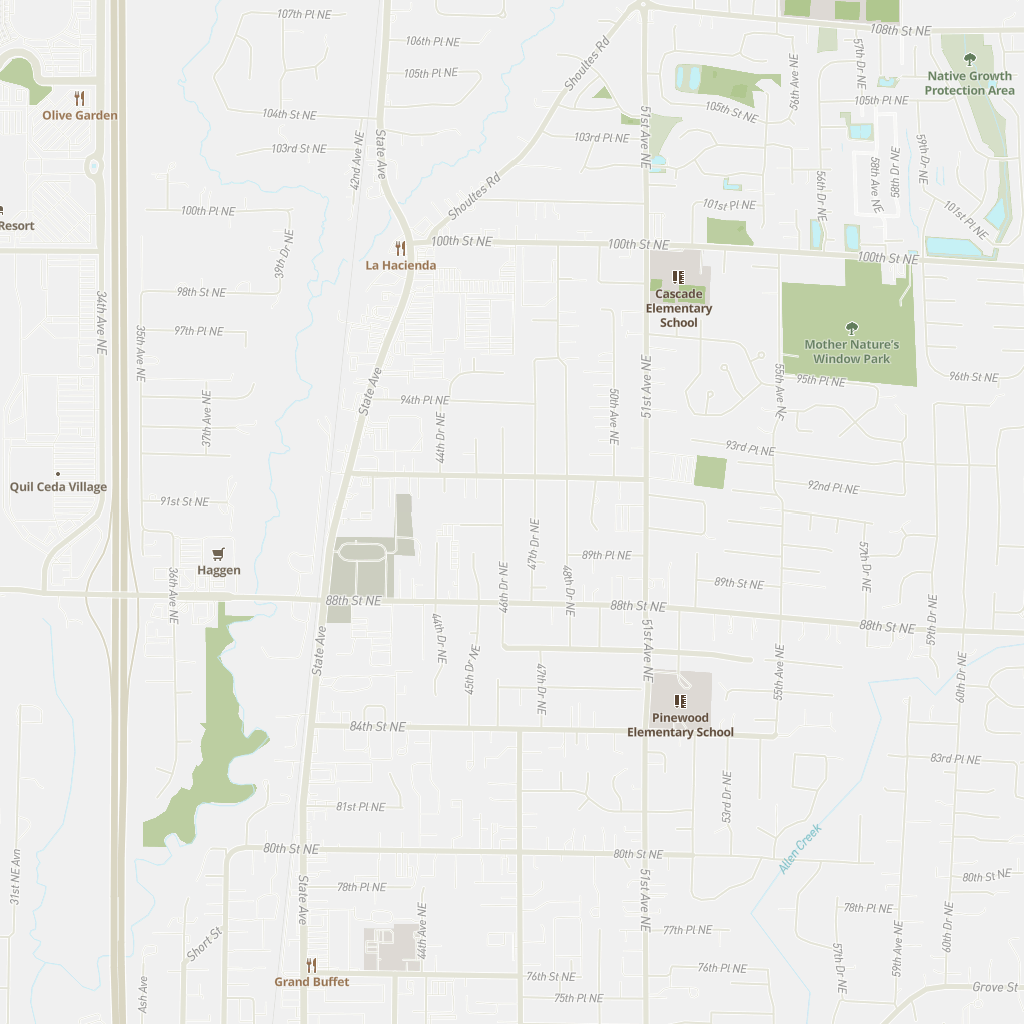 107th Pl NE
108th St NE
106th Pl NE
Shoultes Rd
57th Dr NE
56th Ave NE
105th Pl NE
Native Growth
Protection Area
Olive Garden
104th St NE
105th St NE
105th Pl NE
State Ave
42nd Ave NE
103rd St NE
103rd Pl NE
51st Ave NE
59th Dr NE
58th Ave NE
58th Dr NE
56th Dr NE
Shoultes Rd
101st Pl NE
101st Pl NE
100th Pl NE
Resort
39th Dr NE
100th St NE
100th St NE
100th St NE
La Hacienda
98th St NE
Cascade
Elementary
School
34th Ave NE
35th Ave NE
97th Pl NE
Mother Nature's
Window Park
State Ave
51st Ave NE
55th Ave NE
95th Pl NE
96th St NE
94th Pl NE
37th Ave NE
44th Dr NE
50th Ave NE
93rd Pl NE
Quil Ceda Village
92nd Pl NE
91st St NE
47th Dr NE
89th Pl NE
57th Dr NE
Haggen
36th Ave NE
46th Dr NE
48th Dr NE
89th St NE
88th St NE
88th St NE
88th St NE
59th Dr NE
State Ave
44th Dr NE
45th Dr NE
47th Dr NE
51st Ave NE
55th Ave NE
60th Dr NE
Pinewood
Elementary School
84th St NE
83rd Pl NE
53rd Dr NE
81st Pl NE
Allen Creek
80th St NE
80th St NE
31st NE Avn
State Ave
78th Pl NE
51st Ave NE
80th St NE
78th Pl NE
44th Ave NE
77th Pl NE
Short St
57th Dr NE
59th Ave NE
60th Dr NE
Grand Buffet
76th St NE
76th Pl NE
Ash Ave
75th Pl NE
Grove St